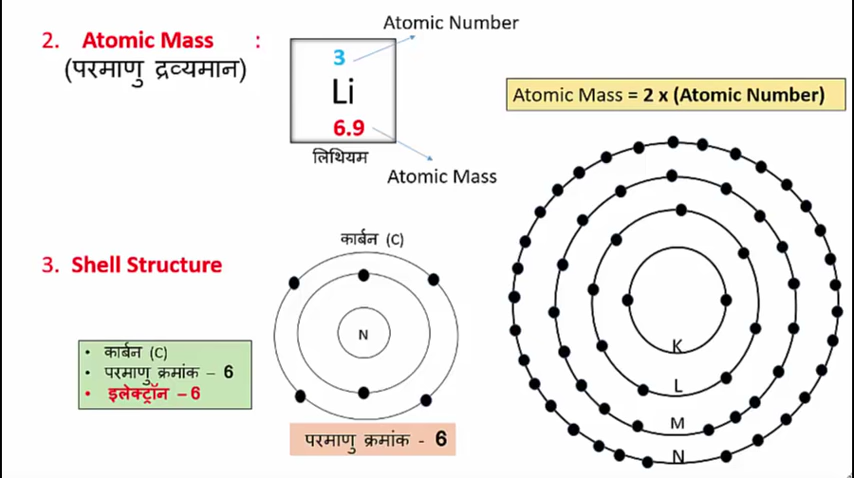 2. Atomic Mass :
(परमाणु द्रव्यमान)
Atomic Number
3
Li
6.9
लिथियम
Atomic Mass
Atomic Mass = 2 x (Atomic Number)
3. Shell Structure
कार्बन (C)
N
• कार्बन (C)
• परमाणु क्रमांक – 6
• इलेक्ट्रॉन – 6
परमाणु क्रमांक - 6
K
L
M
N